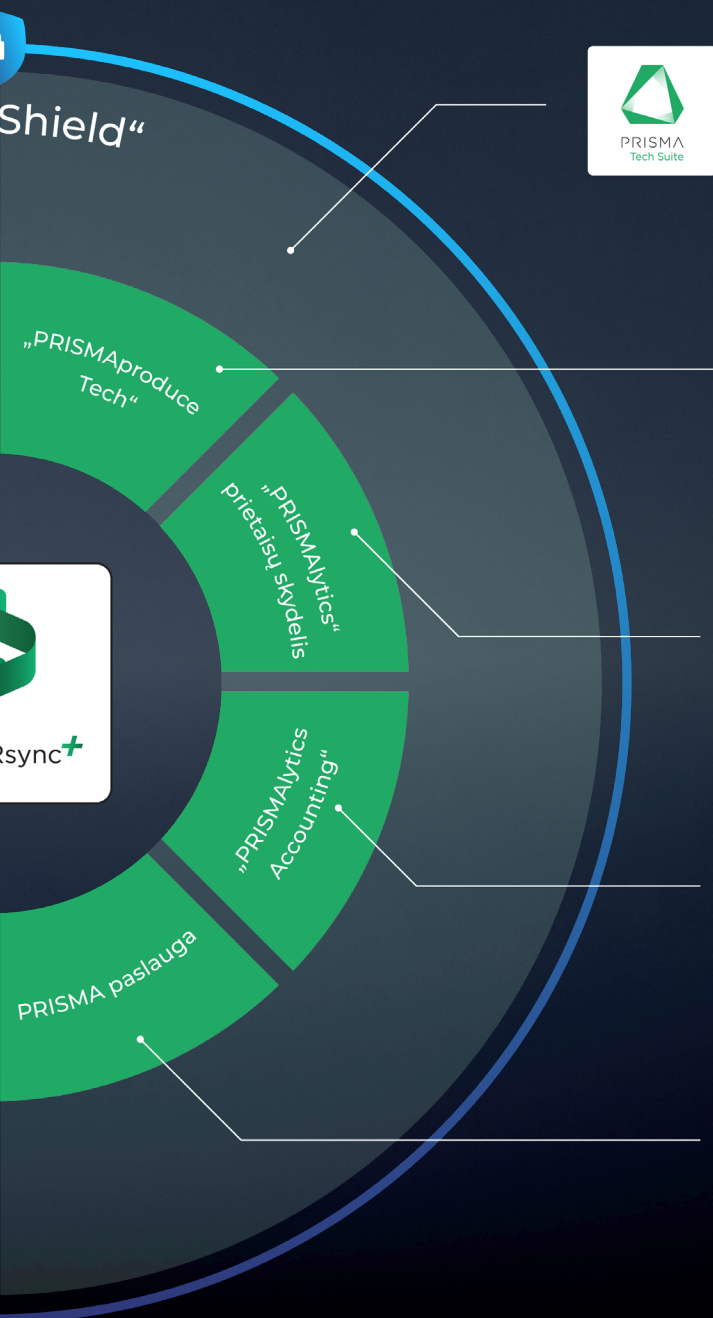 Shield“
PRISMA
Tech Suite
„PRISMAproduce
Tech“
„PRISMAlytics“
prietaisų skydelis
Rsync+
„PRISMAlytics
Accounting“
PRISMA paslauga